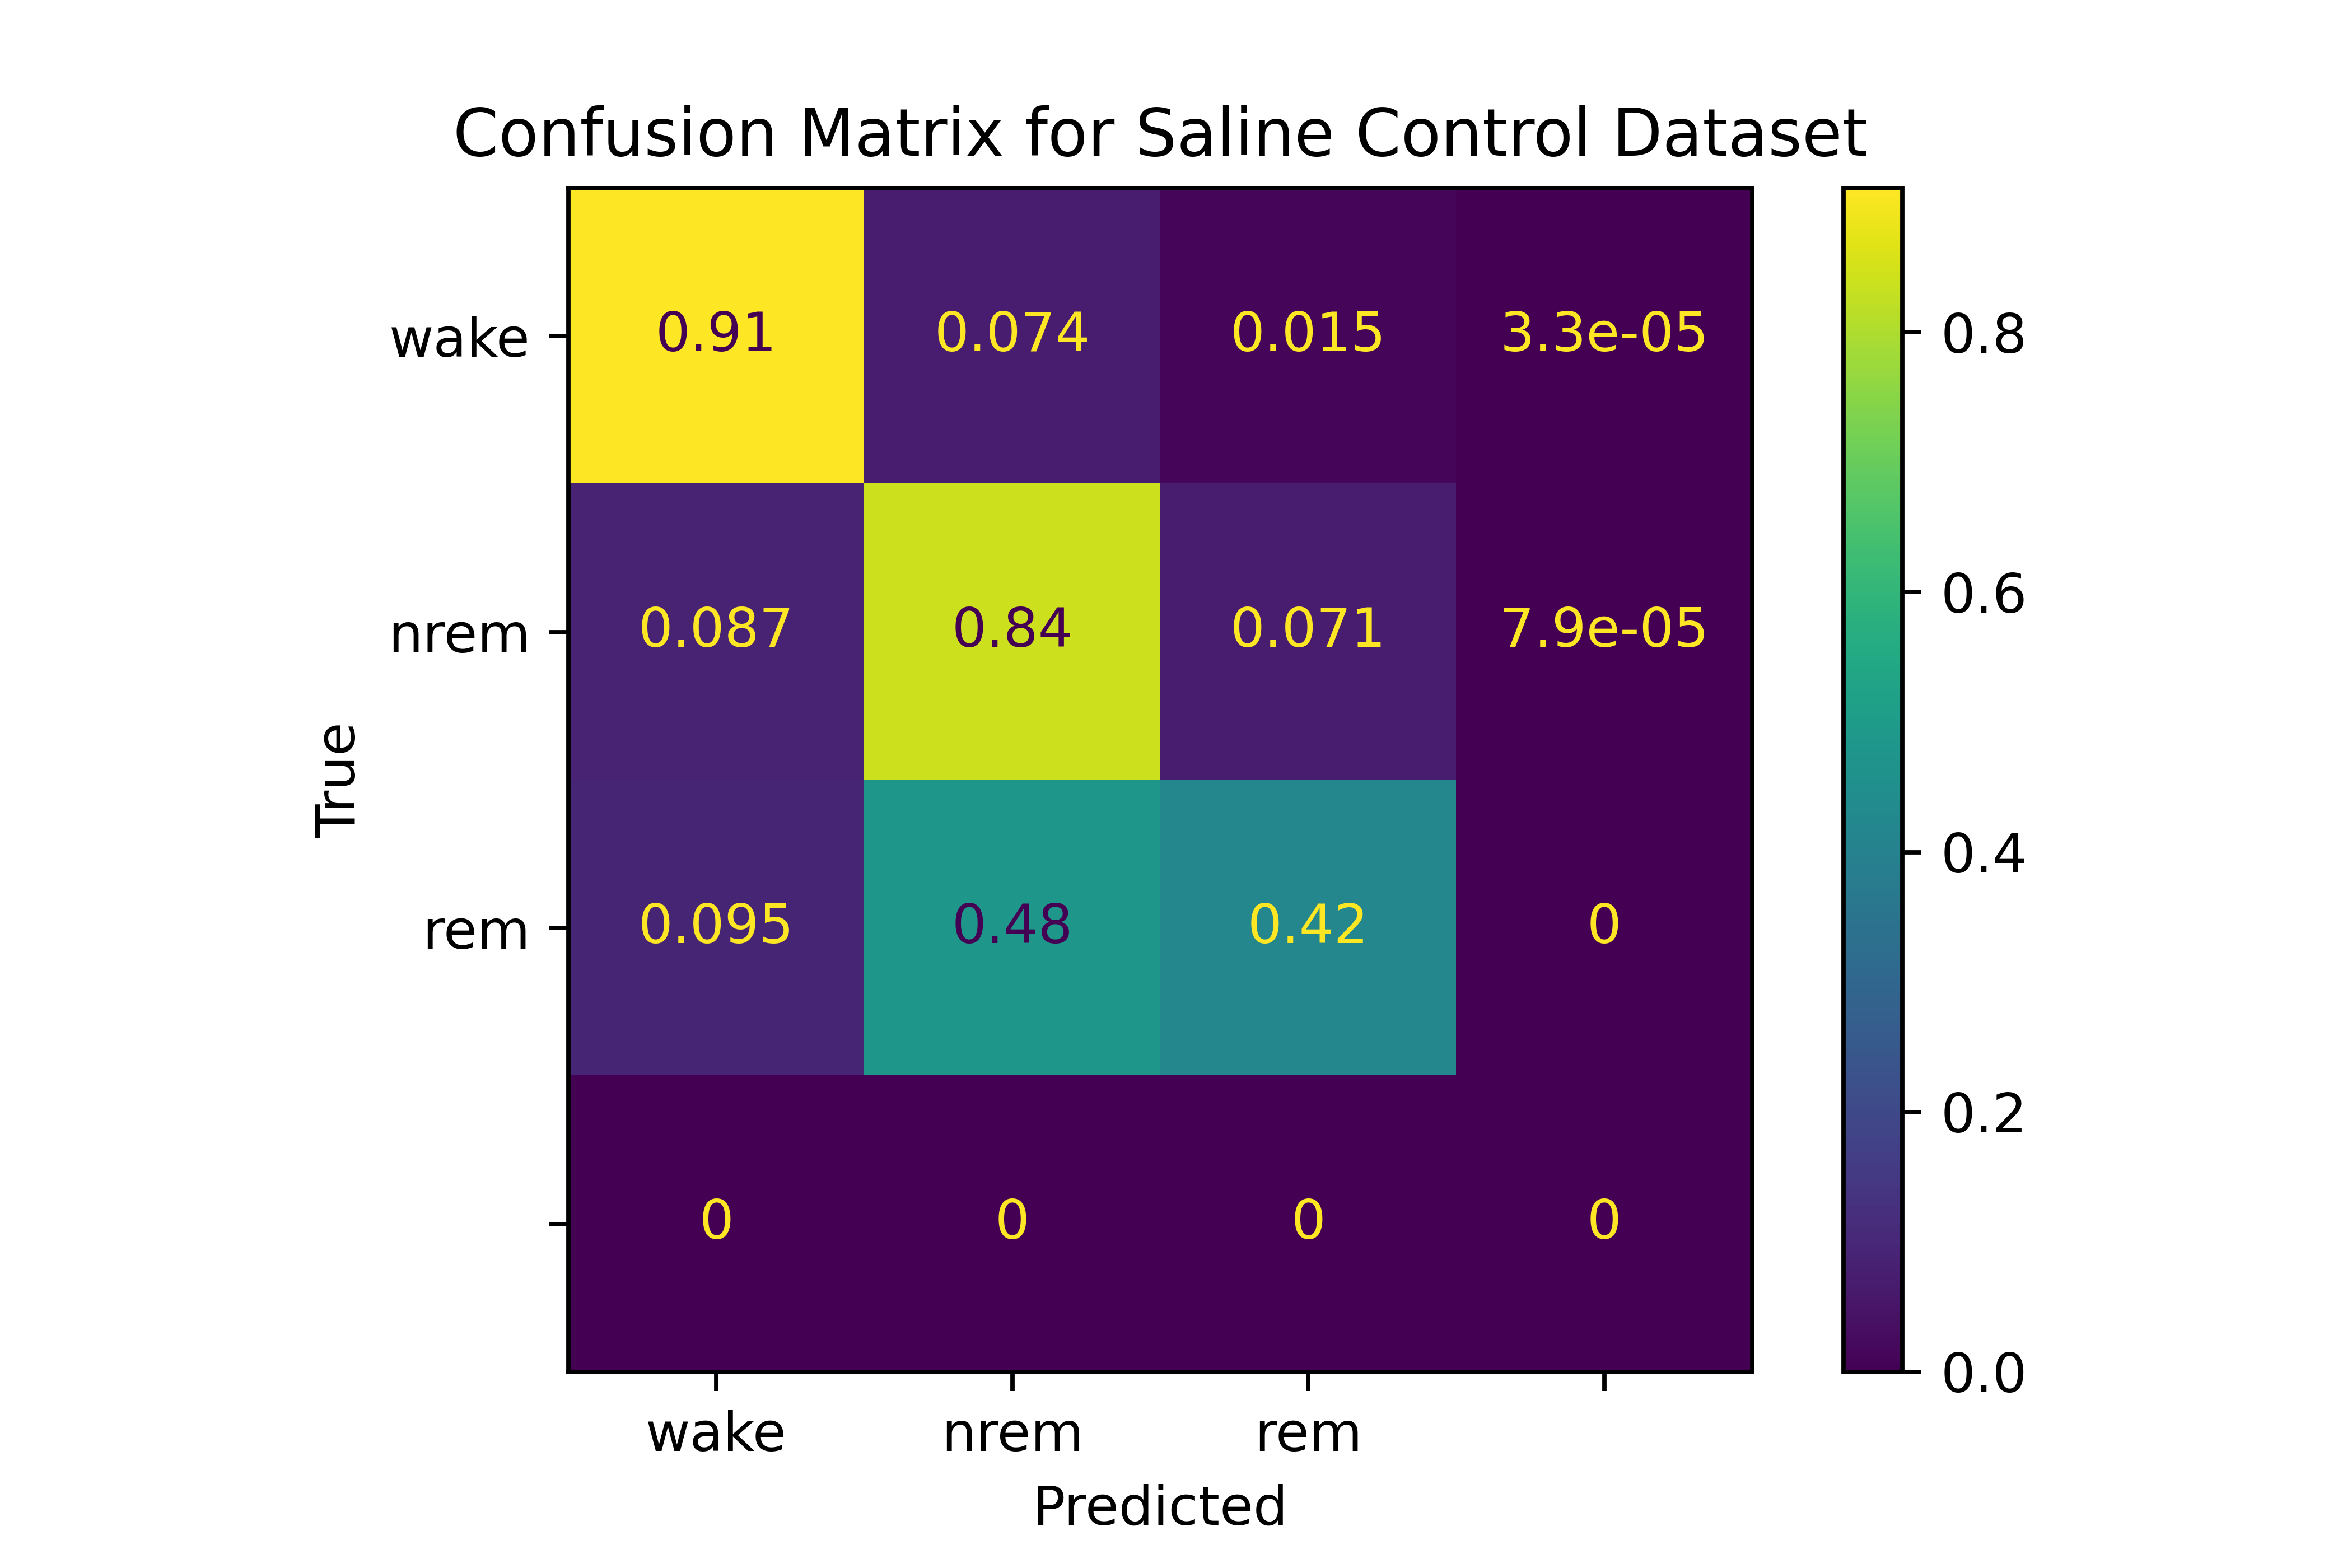 Confusion Matrix for Saline Control Dataset
wake 0.91 0.074 0.015 3.3e-05
nrem 0.087 0.84 0.071 7.9e-05
rem 0.095 0.48 0.42 0
0 0 0 0
wake nrem rem
Predicted
True
0.8
0.6
0.4
0.2
0.0